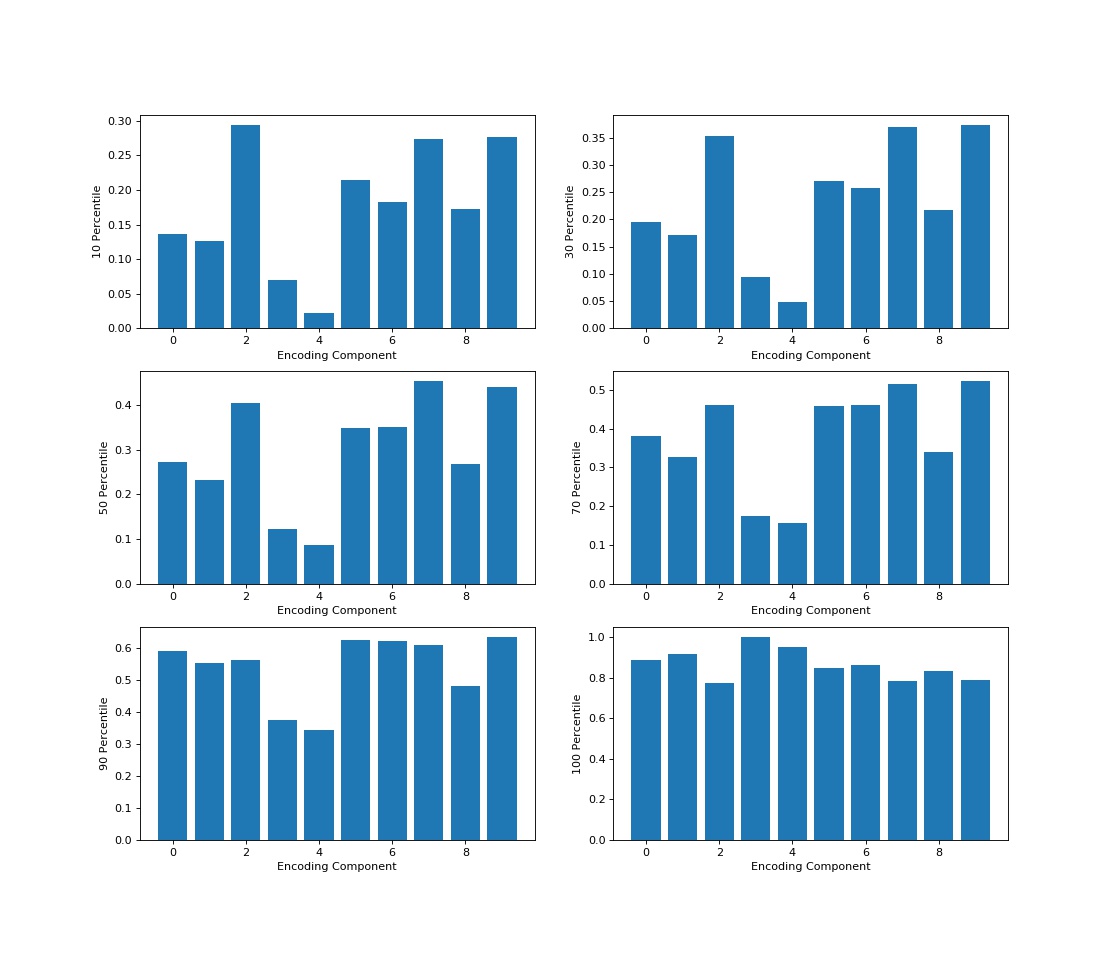 10 Percentile
0.30
0.25
0.20
0.15
0.10
0.05
0.00
0 2 4 6 8
Encoding Component
30 Percentile
0.35
0.30
0.25
0.20
0.15
0.10
0.05
0.00
0 2 4 6 8
Encoding Component
50 Percentile
0.4
0.3
0.2
0.1
0.0
0 2 4 6 8
Encoding Component
70 Percentile
0.5
0.4
0.3
0.2
0.1
0.0
0 2 4 6 8
Encoding Component
90 Percentile
0.6
0.5
0.4
0.3
0.2
0.1
0.0
0 2 4 6 8
Encoding Component
100 Percentile
1.0
0.8
0.6
0.4
0.2
0.0
0 2 4 6 8
Encoding Component